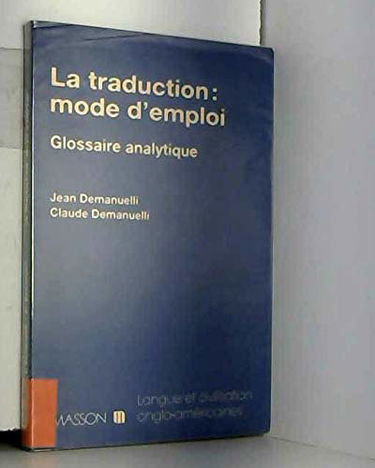 La traduction :
mode d'emploi
Glossaire analytique
Jean Demanuelli
Claude Demanuelli
MASSON
Langue et civilisation
anglo-américaines